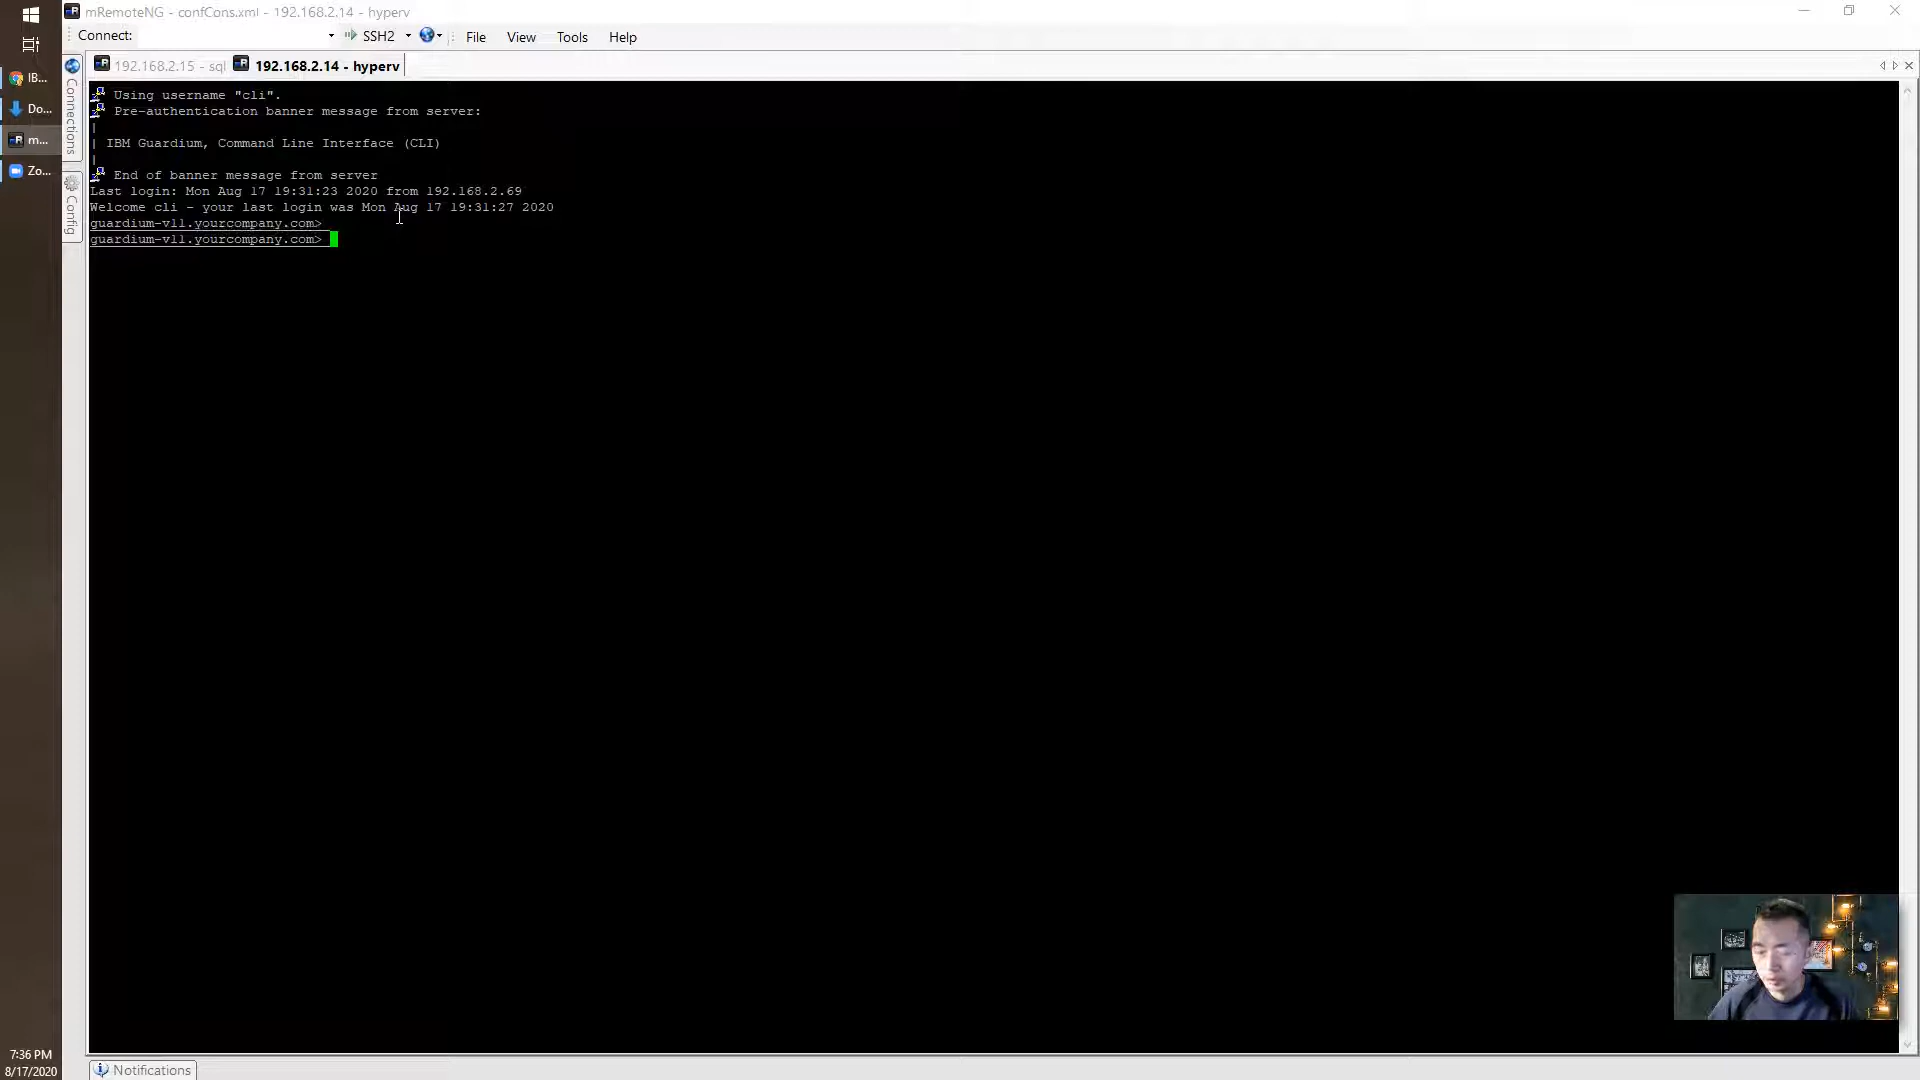 mRemoteNG - confCons.xml - 192.168.2.14 - hyperv
Connect:
SSH2
File
View
Tools
Help
192.168.2.15 - sql
192.168.2.14 - hyperv
IB...
Do...
m...
Zo...
Connections
Config
Using username "cli".
Pre-authentication banner message from server:
|
| IBM Guardium, Command Line Interface (CLI)
|
End of banner message from server
Last login: Mon Aug 17 19:31:23 2020 from 192.168.2.69
Welcome cli - your last login was Mon Aug 17 19:31:27 2020
guardium-v11.yourcompany.com>
guardium-v11.yourcompany.com>
7:36 PM
8/17/2020
Notifications